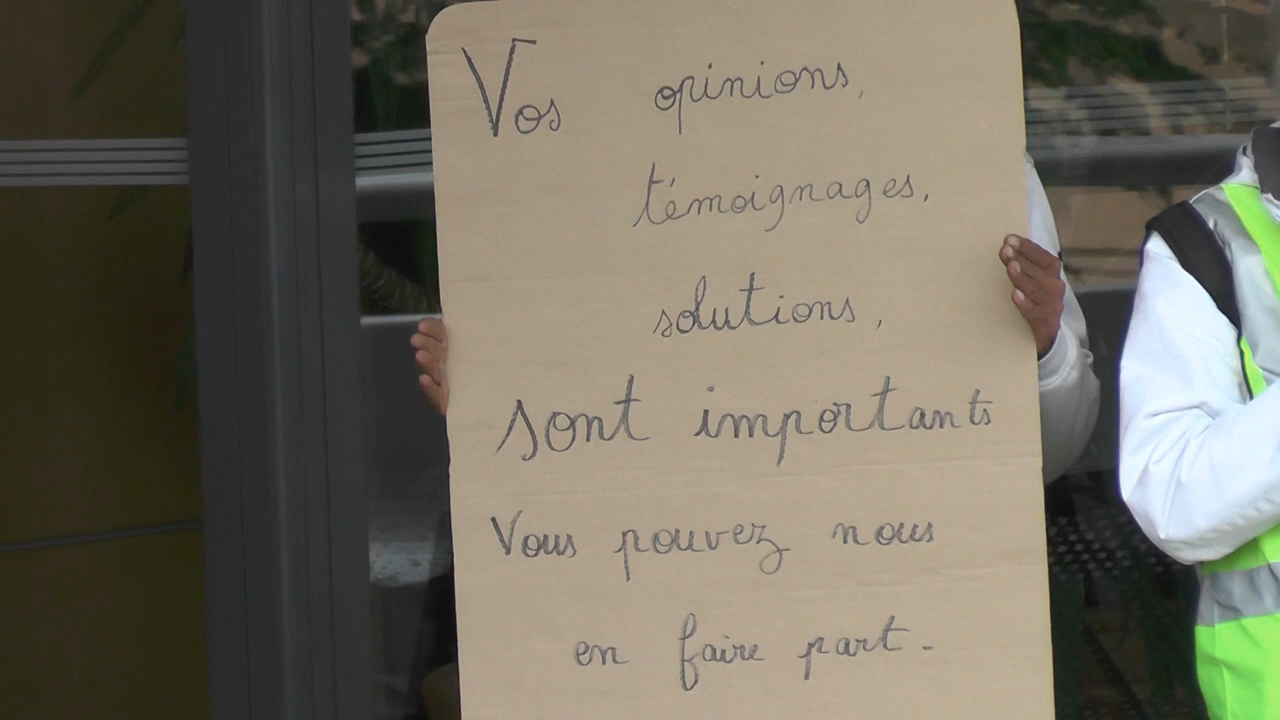 Vos opinions,
témoignages,
solutions,
sont importants
Vous pouvez nous
en faire part.